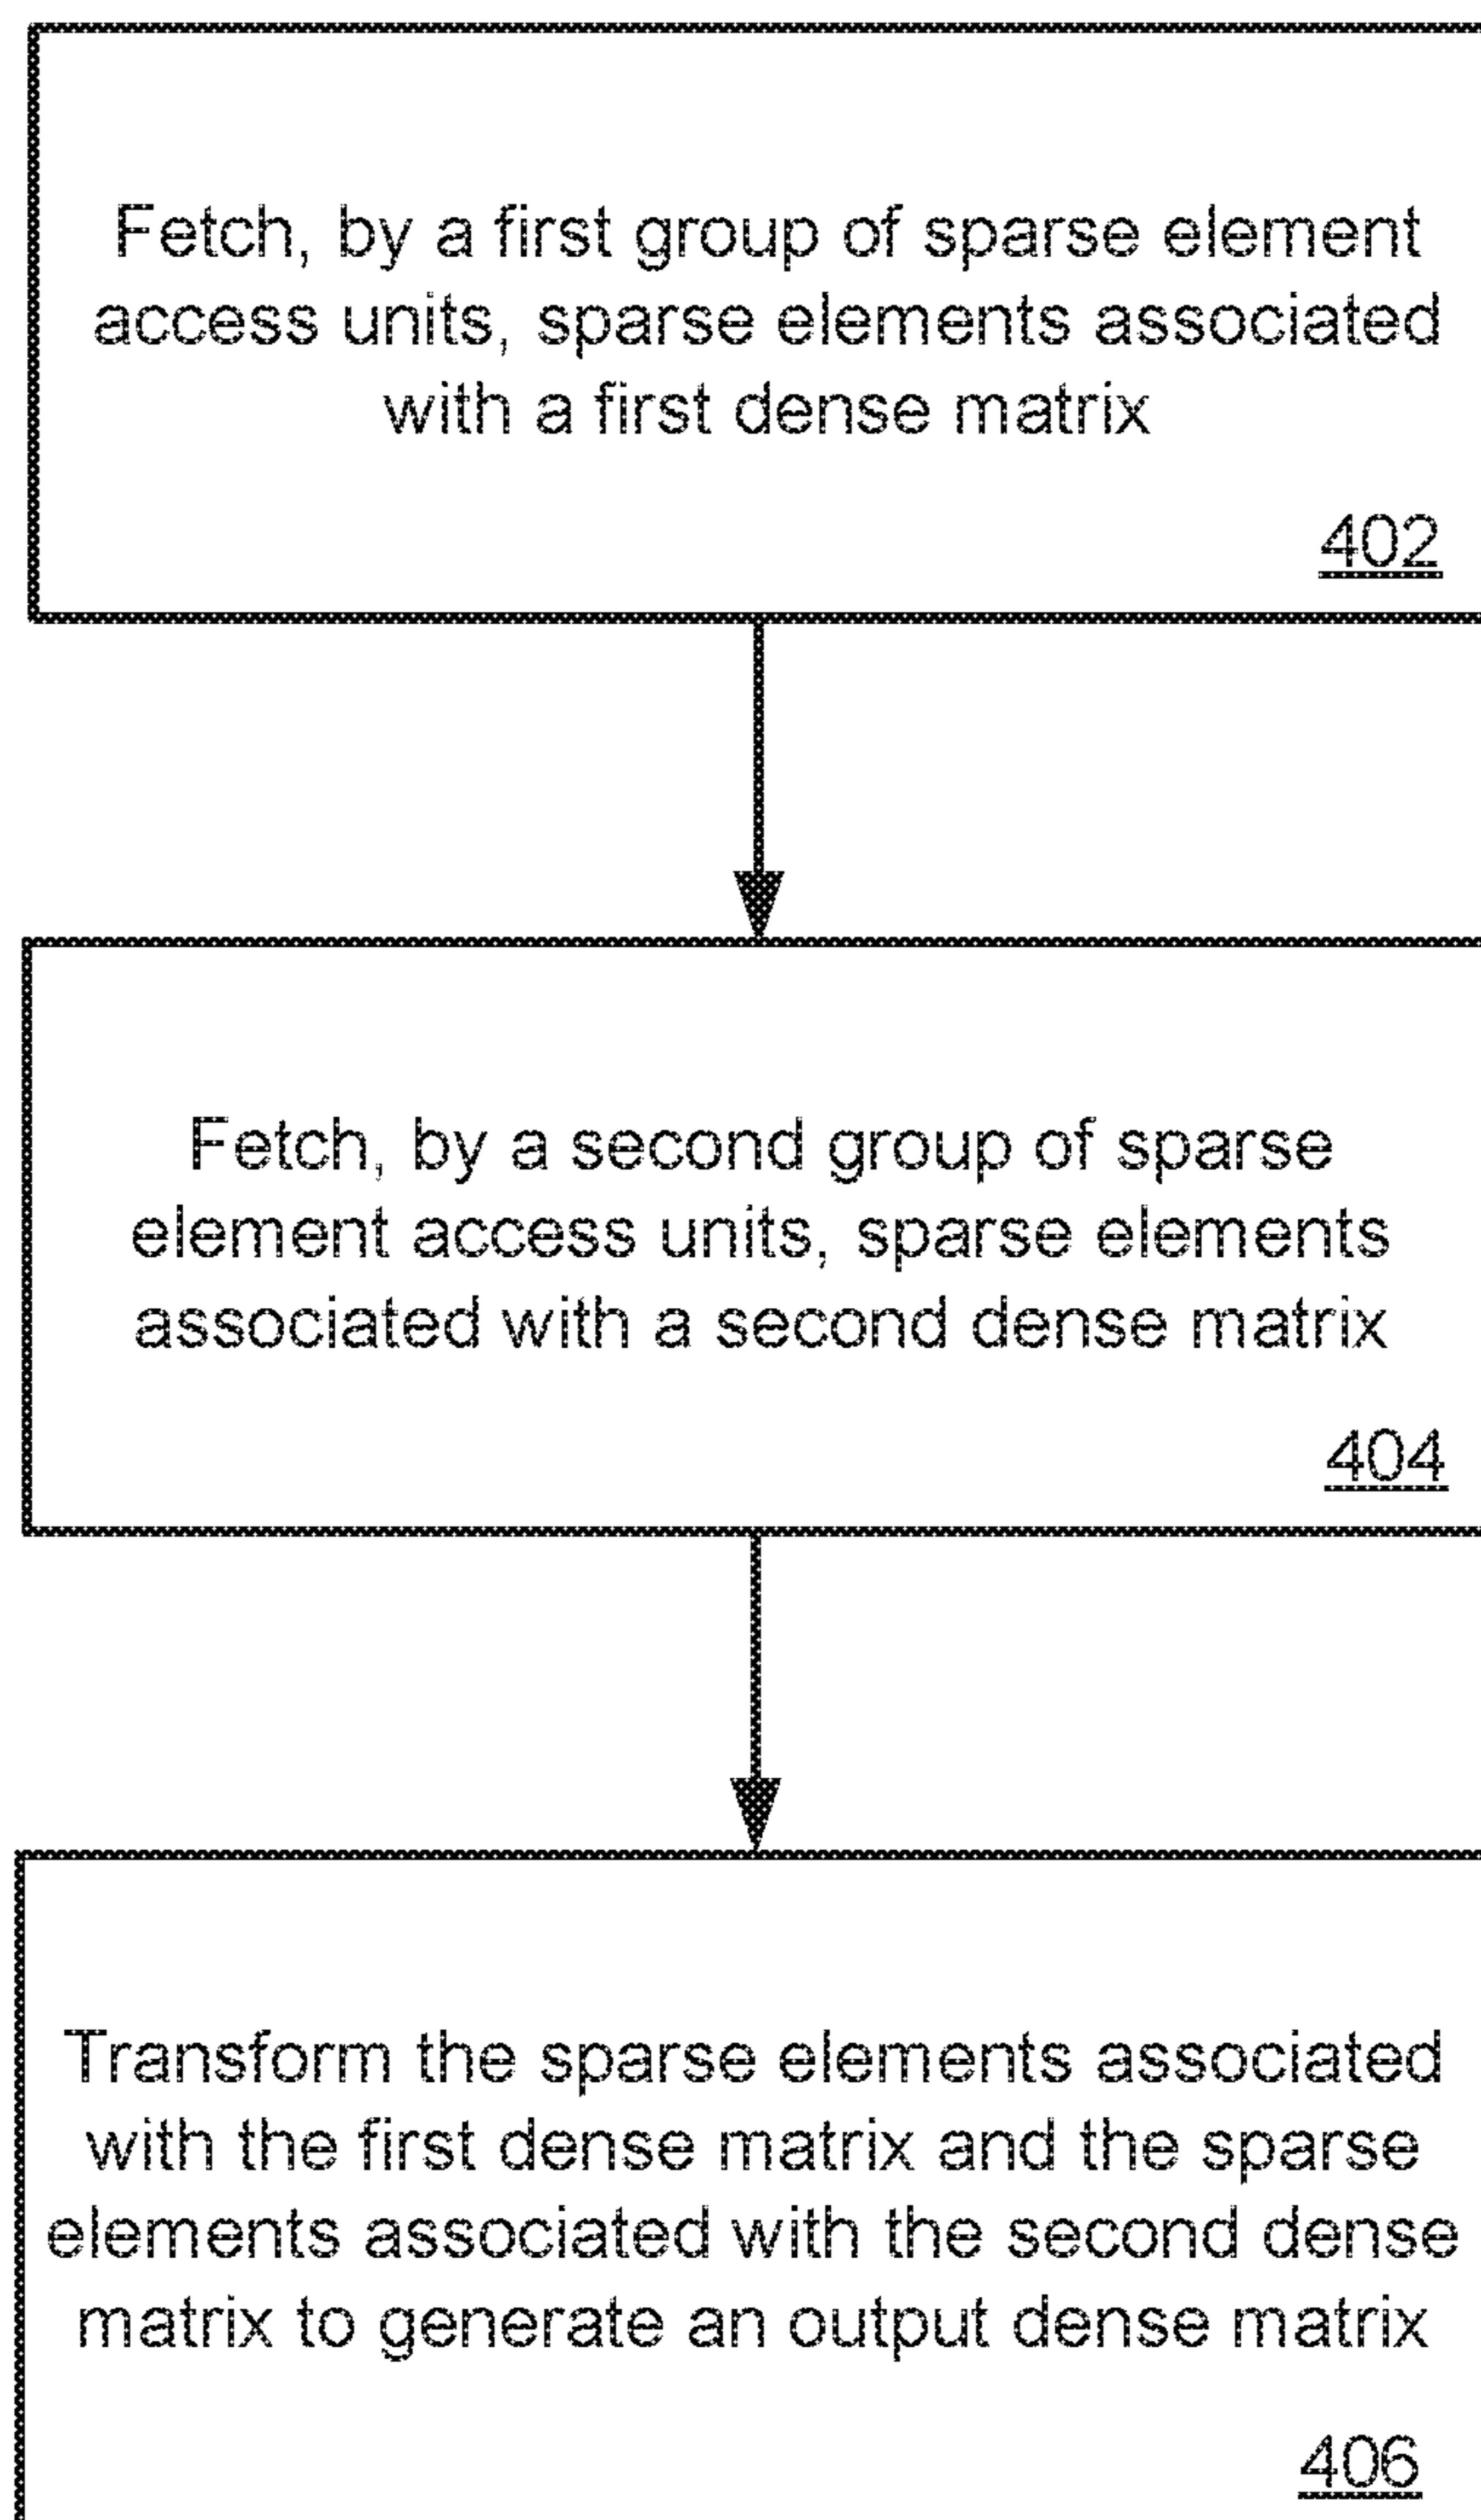 Fetch, by a first group of sparse element
access units, sparse elements associated
with a first dense matrix
402
Fetch, by a second group of sparse
element access units, sparse elements
associated with a second dense matrix
404
Transform the sparse elements associated
with the first dense matrix and the sparse
elements associated with the second dense
matrix to generate an output dense matrix
406